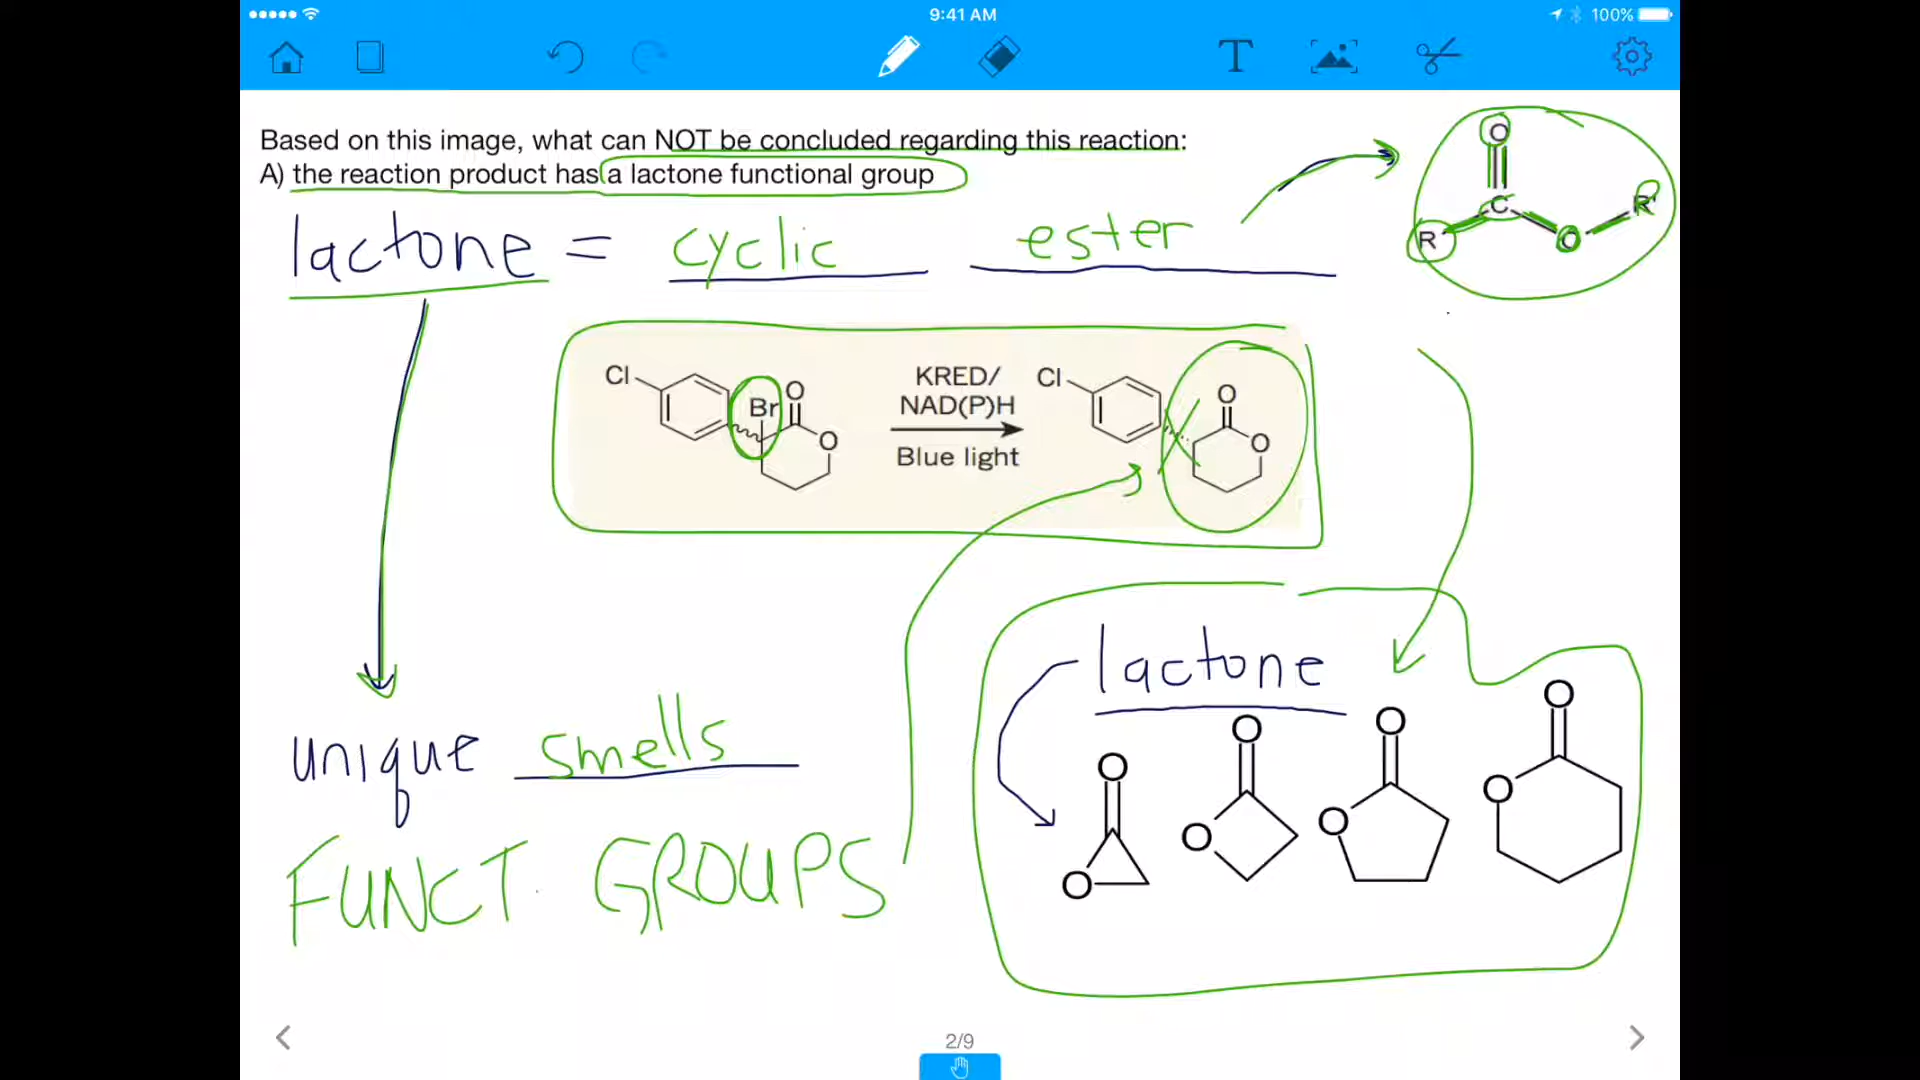 9:41 AM
100%
T
Based on this image, what can NOT be concluded regarding this reaction:
A) the reaction product has a lactone functional group
O
C
R
O
R'
lactone = cyclic ester
Cl
Br
O
O
KRED/
NAD(P)H
Blue light
Cl
O
O
lactone
unique smells
O
O
O
O
O
O
O
O
FUNCT. GROUPS
2/9